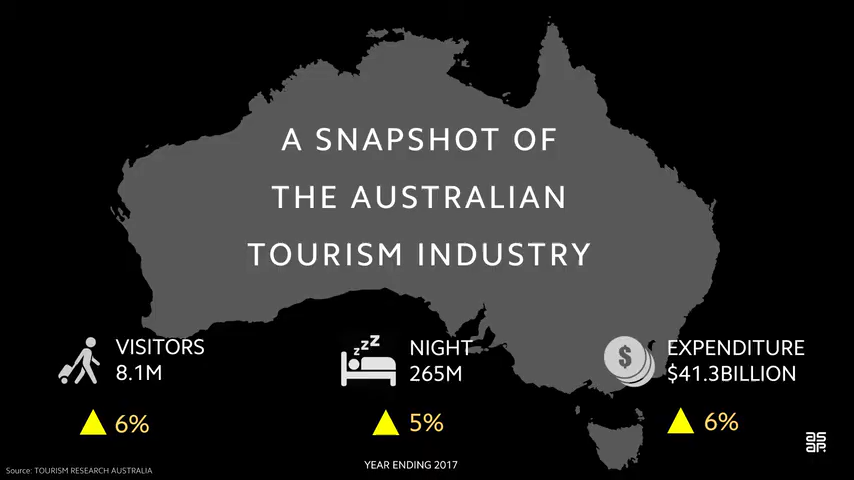 A SNAPSHOT OF
THE AUSTRALIAN
TOURISM INDUSTRY
VISITORS
8.1M
6%
zzZ
NIGHT
265M
5%
$
EXPENDITURE
$41.3BILLION
6%
YEAR ENDING 2017
Source: TOURISM RESEARCH AUSTRALIA